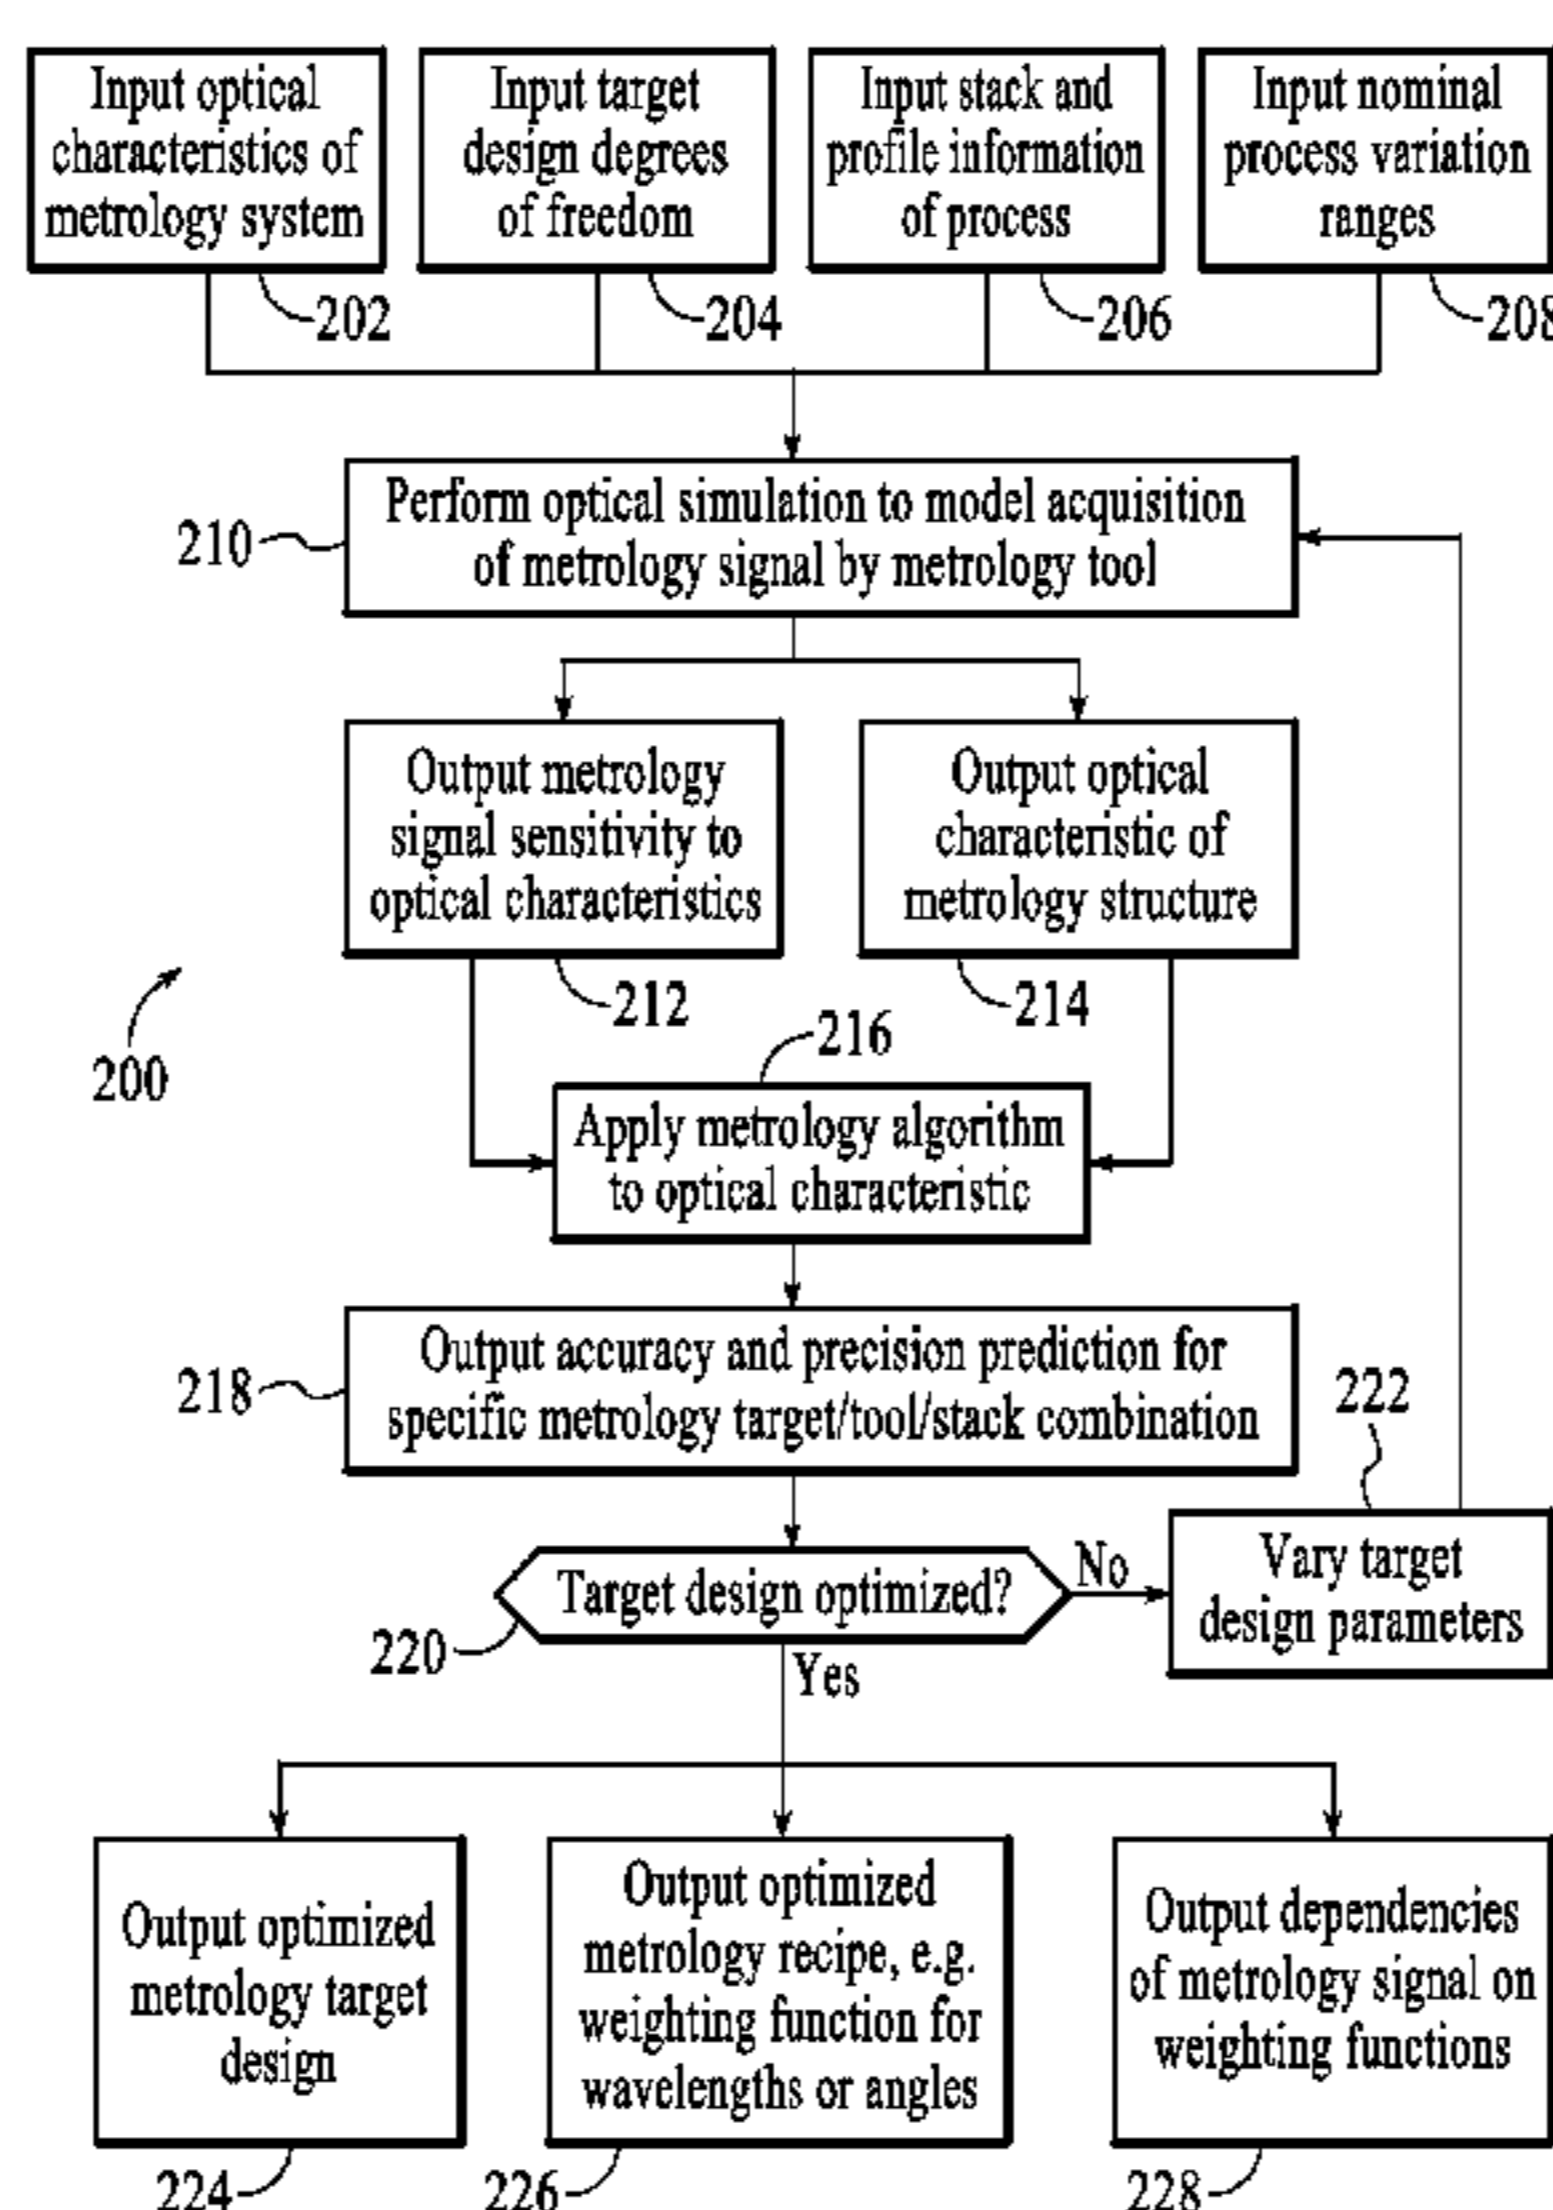 Input optical
characteristics of
metrology system
Input target
design degrees
of freedom
Input stack and
profile information
of process
Input nominal
process variation
ranges
202
204
206
208
Perform optical simulation to model acquisition
of metrology signal by metrology tool
210
Output metrology
signal sensitivity to
optical characteristics
Output optical
characteristic of
metrology structure
212
214
216
200
Apply metrology algorithm
to optical characteristic
Output accuracy and precision prediction for
specific metrology target/tool/stack combination
218
222
Target design optimized?
No
Vary target
design parameters
220
Yes
Output optimized
metrology target
design
Output optimized
metrology recipe, e.g.
weighting function for
wavelengths or angles
Output dependencies
of metrology signal on
weighting functions
224
226
228